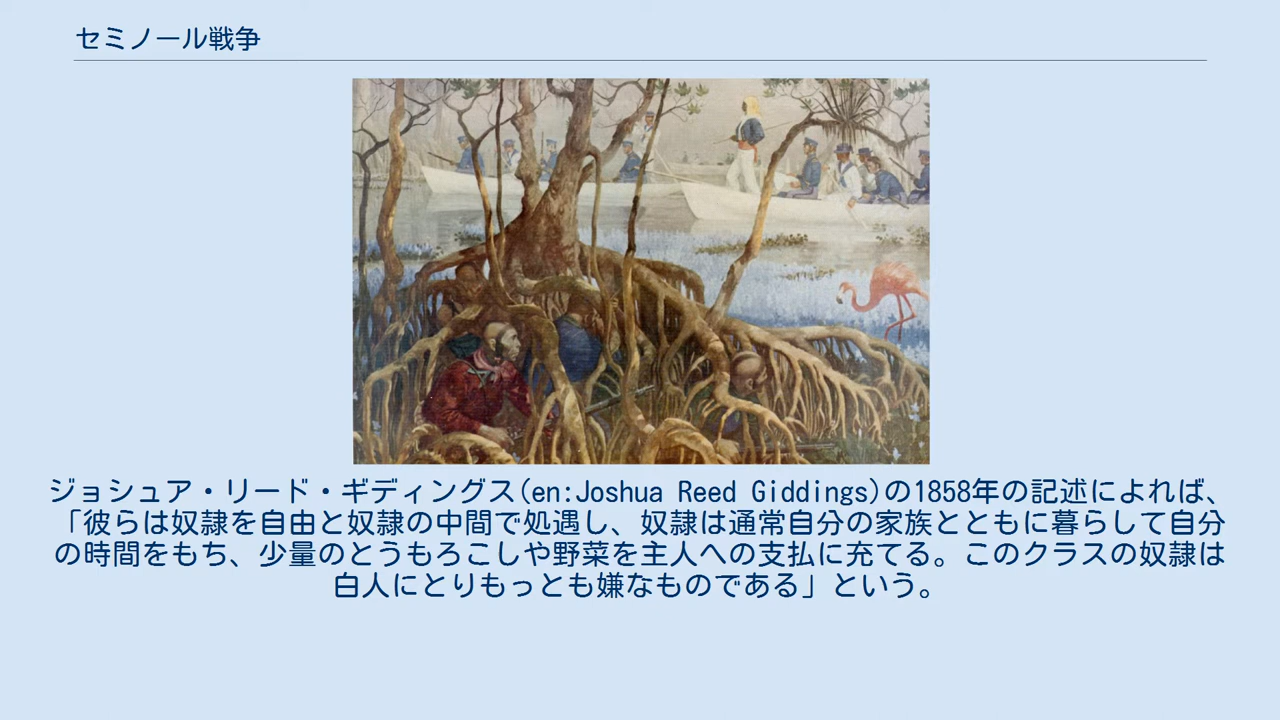 セミノール戦争
ジョシュア・リード・ギディングス(en:Joshua Reed Giddings)の1858年の記述によれば、
「彼らは奴隷を自由と奴隷の中間で処遇し、奴隷は通常自分の家族とともに暮らして自分
の時間をもち、少量のとうもろこしや野菜を主人への支払に充てる。このクラスの奴隷は
白人にとりもっとも嫌なものである」という。